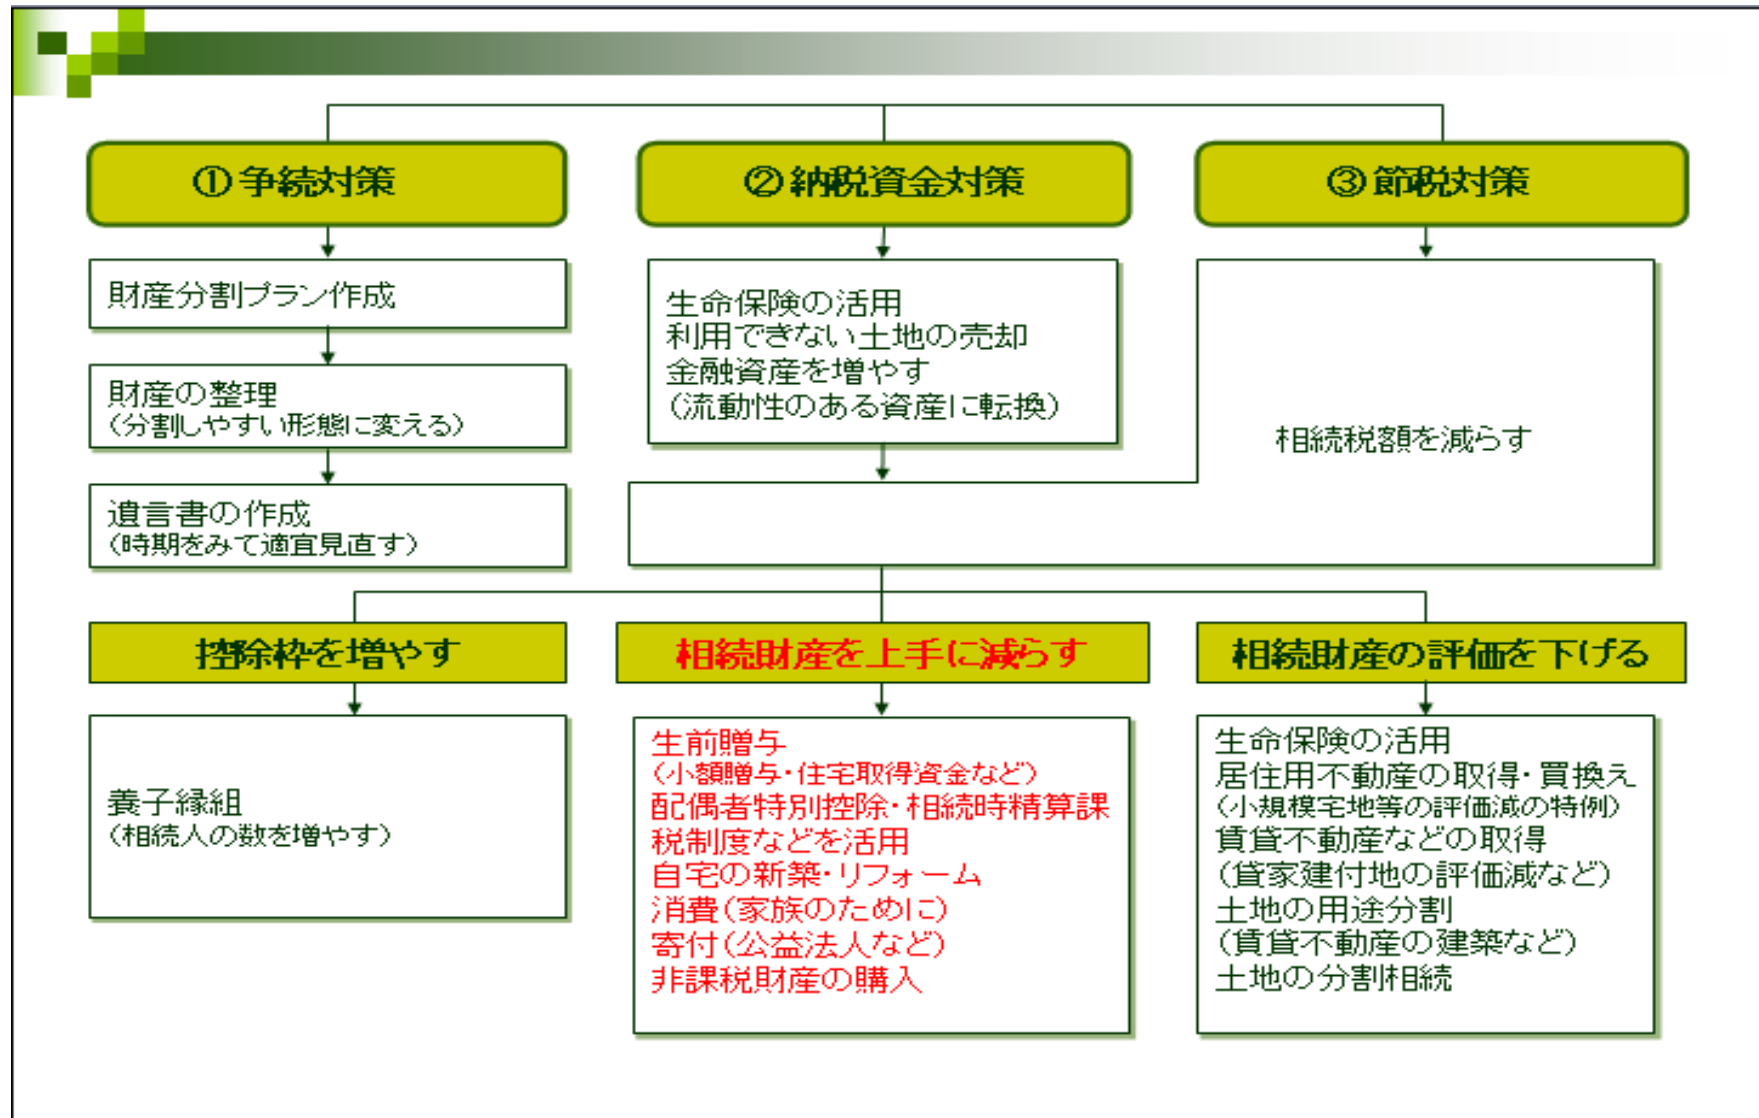 ①争続対策
②納税資金対策
③節税対策
財産分割プラン作成
財産の整理
(分割しやすい形態に変える)
遺言書の作成
(時期をみて適宜見直す)
生命保険の活用
利用できない土地の売却
金融資産を増やす
(流動性のある資産に転換)
相続税額を減らす
控除枠を増やす
養子縁組
(相続人の数を増やす)
相続財産を上手に減らす
生前贈与
(小額贈与・住宅取得資金など)
配偶者特別控除・相続時精算課
税制度などを活用
自宅の新築・リフォーム
消費(家族のために)
寄付(公益法人など)
非課税財産の購入
相続財産の評価を下げる
生命保険の活用
居住用不動産の取得・買換え
(小規模宅地等の評価減の特例)
賃貸不動産などの取得
(貸家建付地の評価減など)
土地の用途分割
(賃貸不動産の建築など)
土地の分割相続